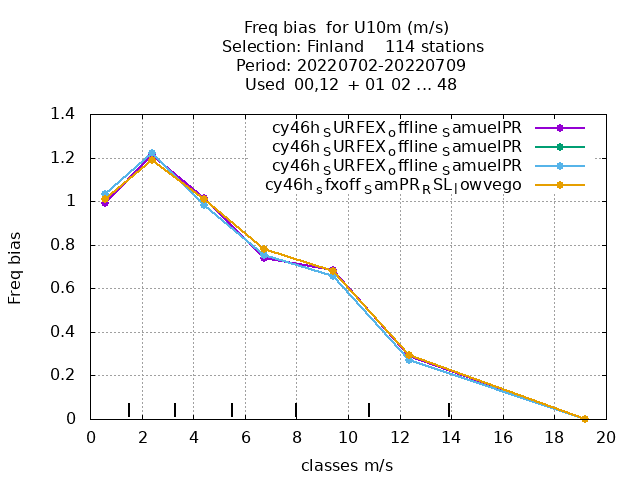 Freq bias  for U10m (m/s)
Selection: Finland    114 stations
Period: 20220702-20220709
Used  00,12  + 01 02 ... 48
cy46h_SURFEX_offline_SamuelPR
cy46h_SURFEX_offline_SamuelPR
cy46h_SURFEX_offline_SamuelPR
cy46h_sfxoff_SamPR_RSL_lowvego
1.4
1.2
1
0.8
0.6
0.4
0.2
0
Freq bias
0 2 4 6 8 10 12 14 16 18 20
classes m/s